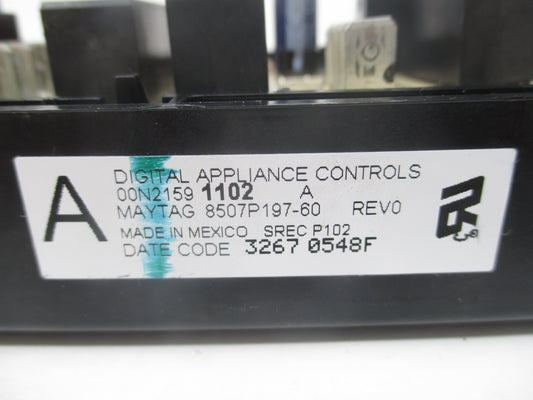 A
DIGITAL APPLIANCE CONTROLS
00N2159 1102 A
MAYTAG 8507P197-60 REV0
MADE IN MEXICO SREC P102
DATE CODE 3267 0548F